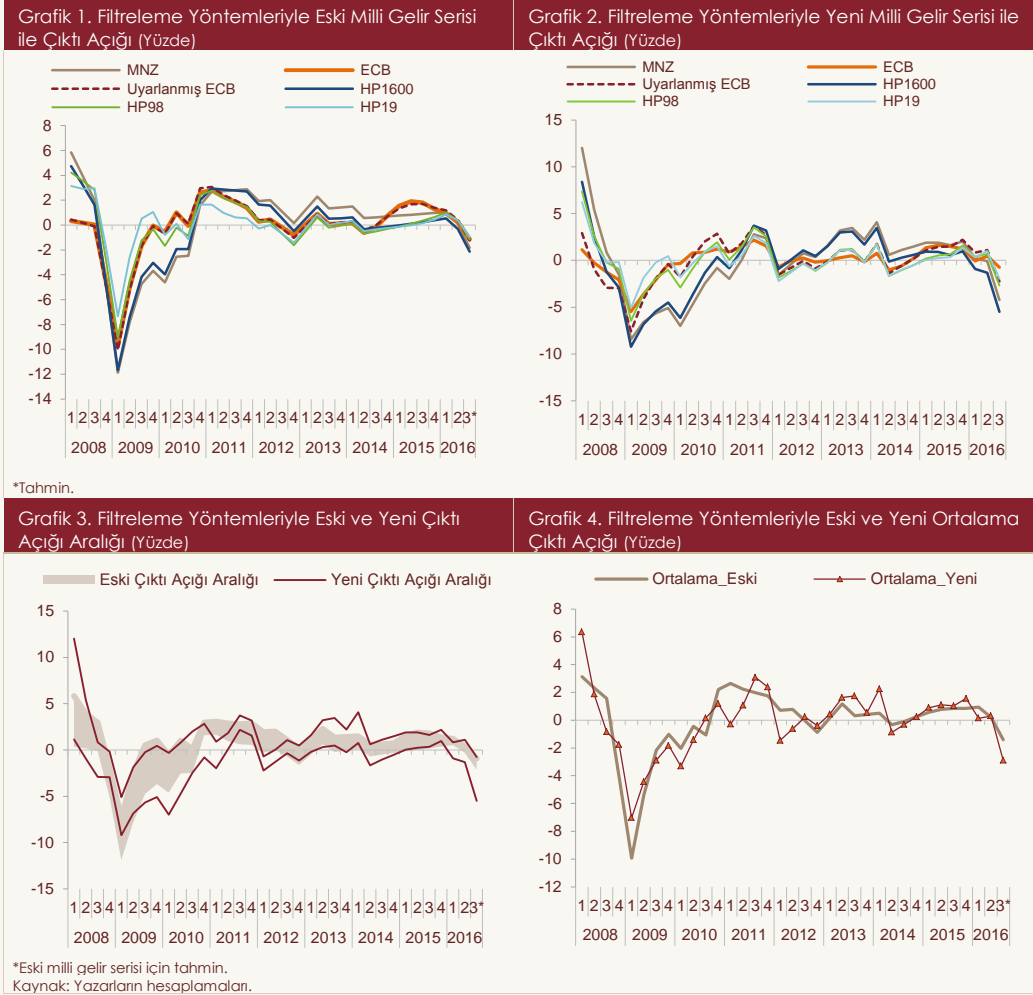 Grafik 1. Filtreleme Yöntemleriyle Eski Milli Gelir Serisi
ile Çıktı Açığı (Yüzde)
MNZ
ECB
Uyarlanmış ECB
HP1600
HP98
HP19
8
6
4
2
0
-2
-4
-6
-8
-10
-12
-14
1 2 3 4 1 2 3 4 1 2 3 4 1 2 3 4 1 2 3 4 1 2 3 4 1 2 3 4 1 2 3 4 1 2 3*
2008 2009 2010 2011 2012 2013 2014 2015 2016
*Tahmin.
Grafik 2. Filtreleme Yöntemleriyle Yeni Milli Gelir Serisi ile
Çıktı Açığı (Yüzde)
MNZ
ECB
Uyarlanmış ECB
HP1600
HP98
HP19
15
10
5
0
-5
-10
-15
1 2 3 4 1 2 3 4 1 2 3 4 1 2 3 4 1 2 3 4 1 2 3 4 1 2 3 4 1 2 3 4 1 2 3
2008 2009 2010 2011 2012 2013 2014 2015 2016
Grafik 3. Filtreleme Yöntemleriyle Eski ve Yeni Çıktı
Açığı Aralığı (Yüzde)
Eski Çıktı Açığı Aralığı
Yeni Çıktı Açığı Aralığı
15
10
5
0
-5
-10
-15
1 2 3 4 1 2 3 4 1 2 3 4 1 2 3 4 1 2 3 4 1 2 3 4 1 2 3 4 1 2 3 4 1 2 3*
2008 2009 2010 2011 2012 2013 2014 2015 2016
*Eski milli gelir serisi için tahmin.
Kaynak: Yazarların hesaplamaları.
Grafik 4. Filtreleme Yöntemleriyle Eski ve Yeni Ortalama
Çıktı Açığı (Yüzde)
Ortalama_Eski
Ortalama_Yeni
8
6
4
2
0
-2
-4
-6
-8
-10
-12
1 2 3 4 1 2 3 4 1 2 3 4 1 2 3 4 1 2 3 4 1 2 3 4 1 2 3 4 1 2 3 4 1 2 3*
2008 2009 2010 2011 2012 2013 2014 2015 2016